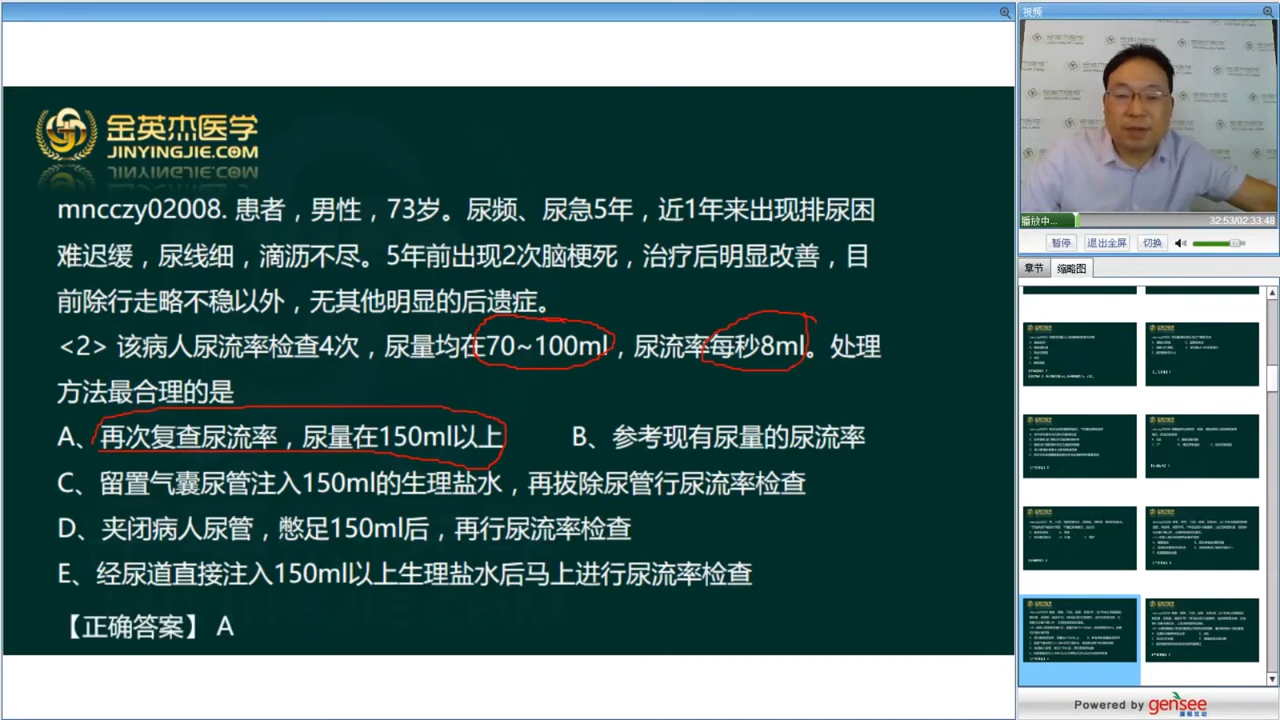 视频
金英杰医学
JINYINGJIE.COM
mncczy02008. 患者，男性，73岁。尿频、尿急5年，近1年来出现排尿困
难迟缓，尿线细，滴沥不尽。5年前出现2次脑梗死，治疗后明显改善，目
前除行走略不稳以外，无其他明显的后遗症。
<2> 该病人尿流率检查4次，尿量均在70~100ml，尿流率每秒8ml。处理
方法最合理的是
A、再次复查尿流率，尿量在150ml以上 B、参考现有尿量的尿流率
C、留置气囊尿管注入150ml的生理盐水，再拔除尿管行尿流率检查
D、夹闭病人尿管，憋足150ml后，再行尿流率检查
E、经尿道直接注入150ml以上生理盐水后马上进行尿流率检查
【正确答案】 A
播放中...
32:53/02:33:48
暂停 退出全屏 切换
章节 缩略图
Powered by gensee